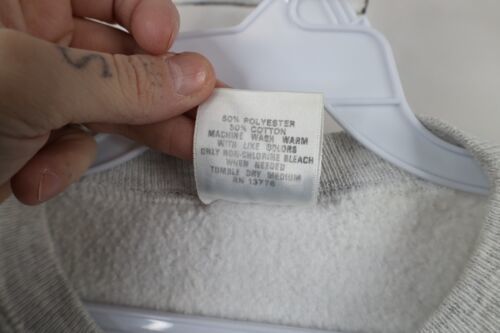 50% POLYESTER
50% COTTON
MACHINE WASH WARM
WITH LIKE COLORS
ONLY NON-CHLORINE BLEACH
WHEN NEEDED
TUMBLE DRY MEDIUM
RN 13776